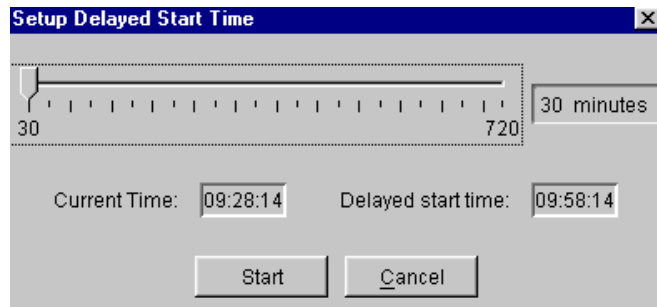 Setup Delayed Start Time
30 720
30 minutes
Current Time: 09:28:14 Delayed start time: 09:58:14
Start Cancel